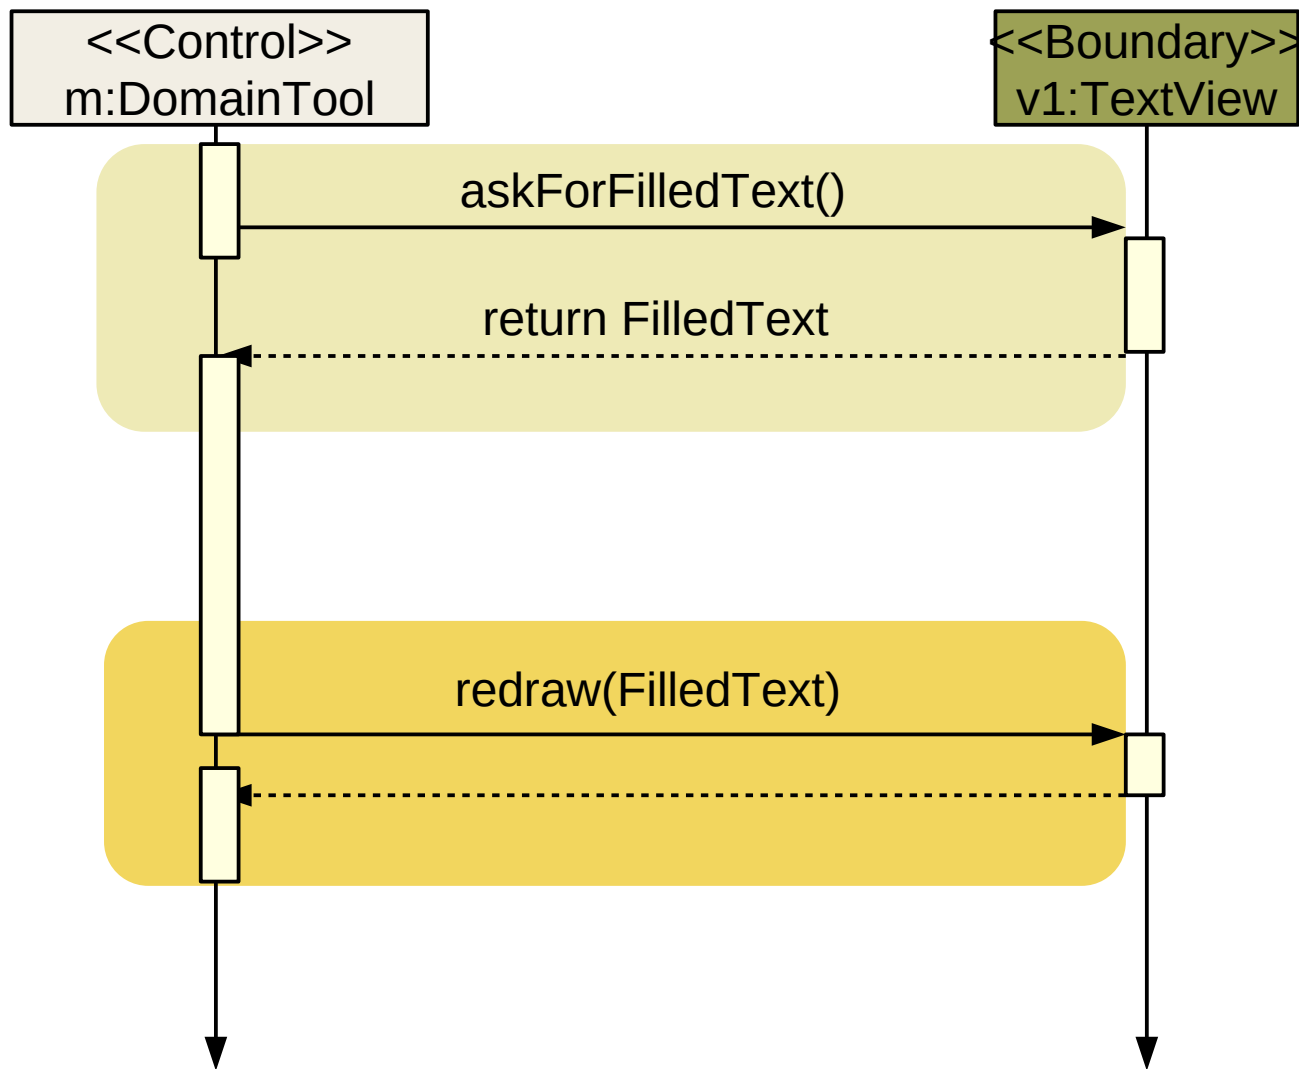 <<Control>>
m:DomainTool
<<Boundary>>
v1:TextView
askForFilledText()
return FilledText
redraw(FilledText)